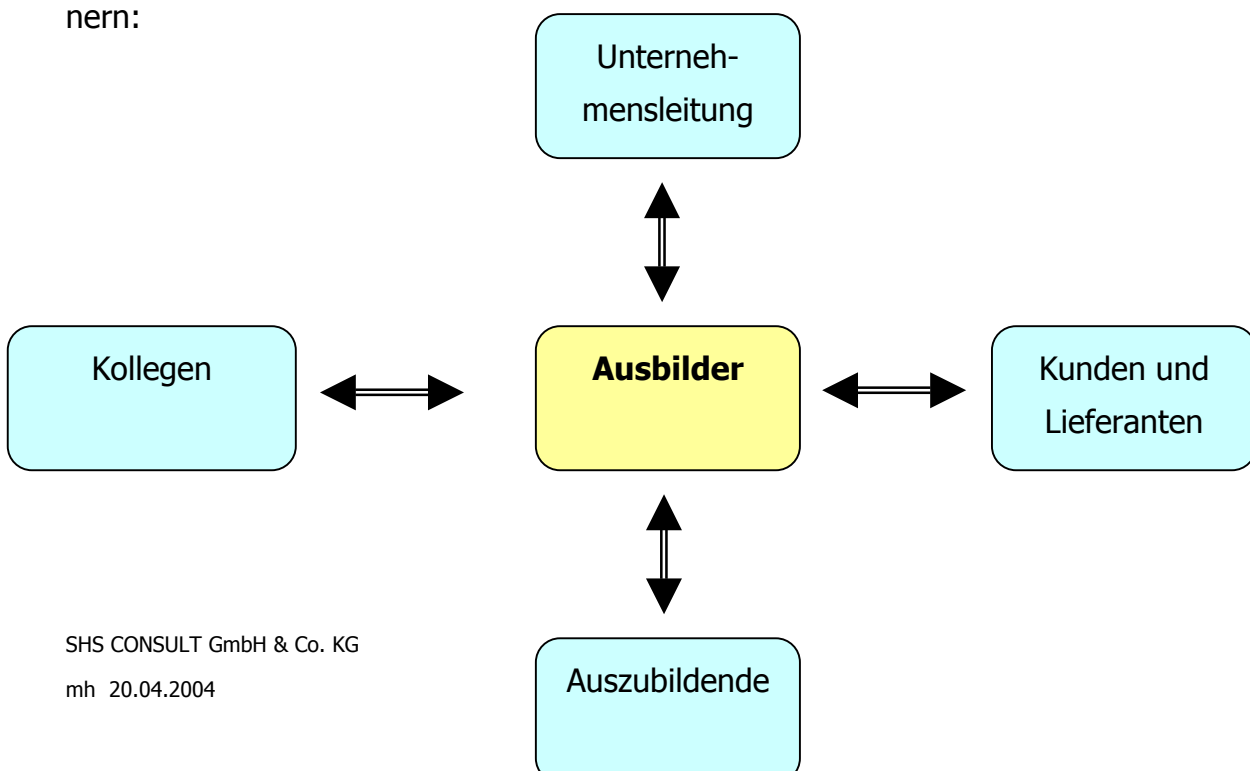 nern:
Unterneh-
mensleitung
Kollegen
Ausbilder
Kunden und
Lieferanten
SHS CONSULT GmbH & Co. KG
mh 20.04.2004
Auszubildende